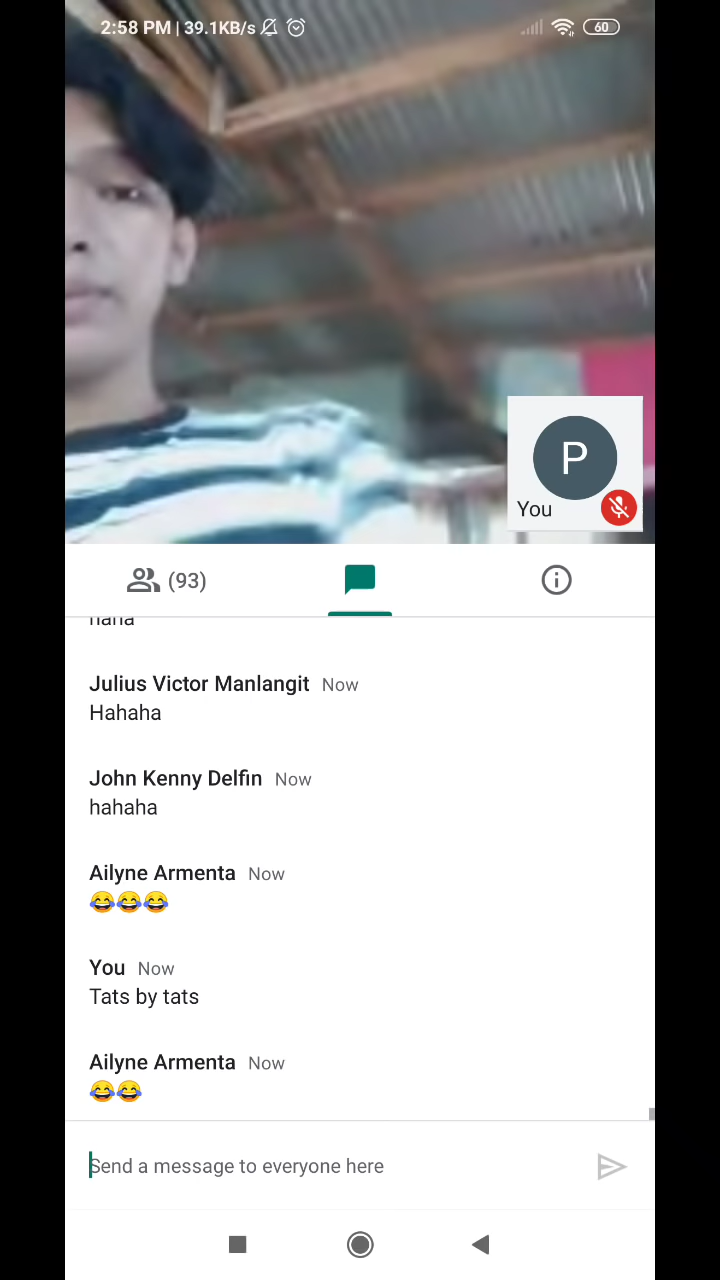 2:58 PM | 39.1KB/s
60
P
You
(93)
haha
Julius Victor Manlangit Now
Hahaha
John Kenny Delfin Now
hahaha
Ailyne Armenta Now
😂😂😂
You Now
Tats by tats
Ailyne Armenta Now
😂😂
Send a message to everyone here